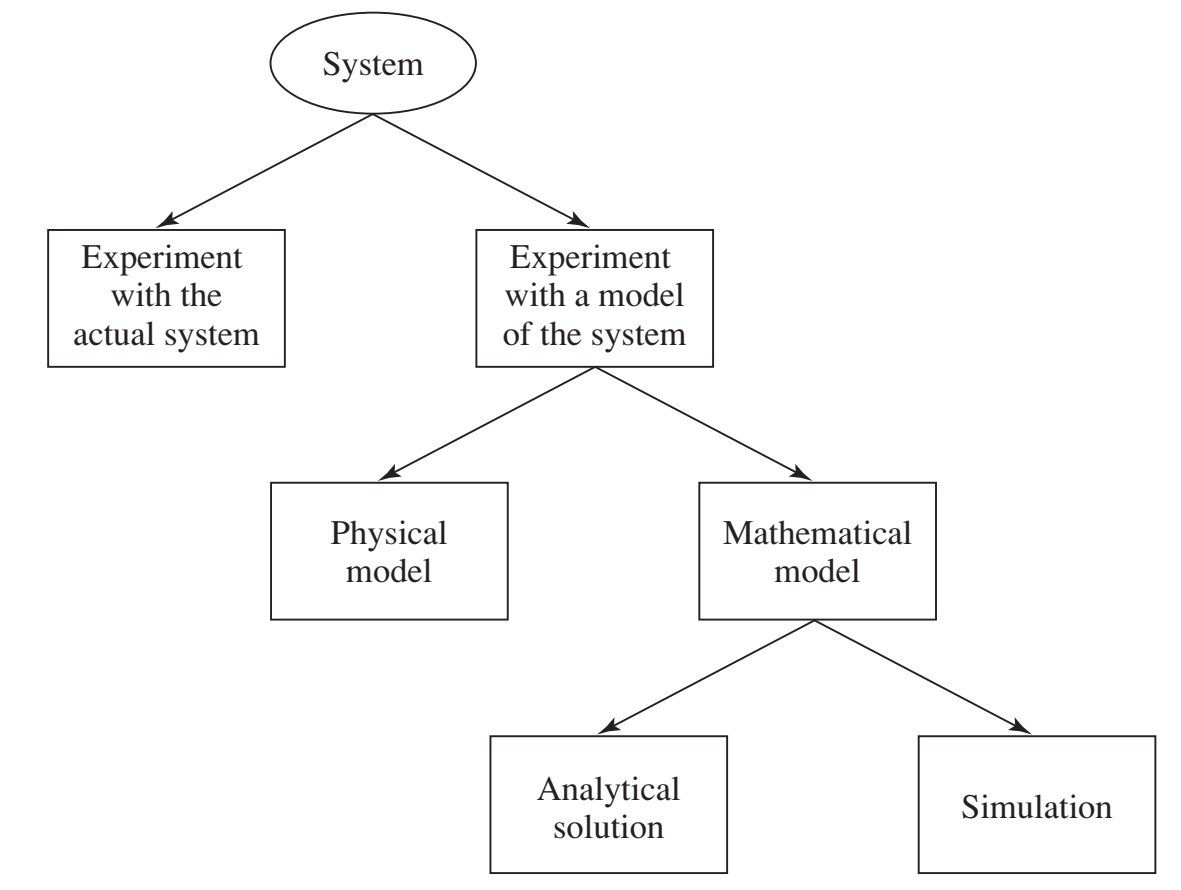 System
Experiment
with the
actual system
Experiment
with a model
of the system
Physical
model
Mathematical
model
Analytical
solution
Simulation